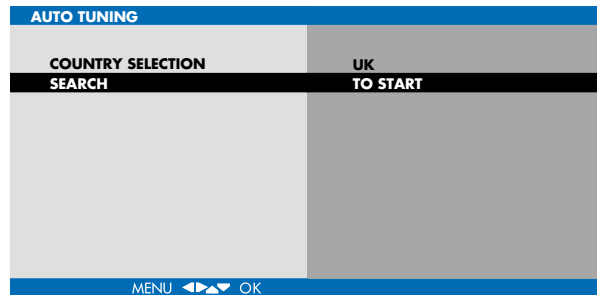 AUTO TUNING
COUNTRY SELECTION UK
SEARCH TO START
MENU ◀▶▲▼ OK